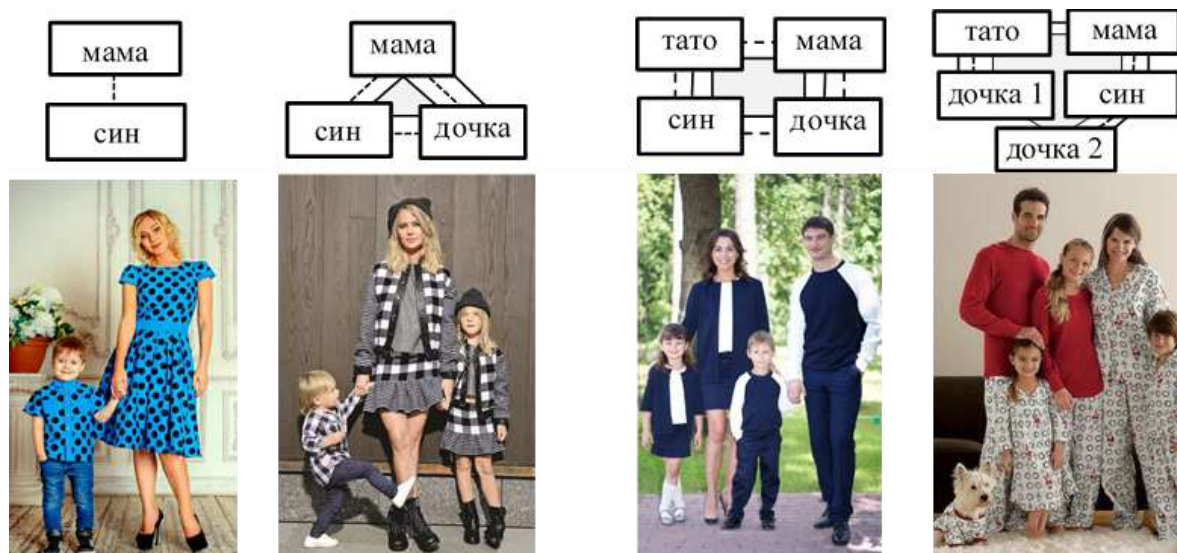 мама
син
мама
син дочка
тато мама
син дочка
тато мама
дочка 1 син
дочка 2